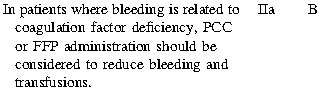 In patients where bleeding is related to IIa B
coagulation factor deficiency, PCC
or FFP administration should be
considered to reduce bleeding and
transfusions.